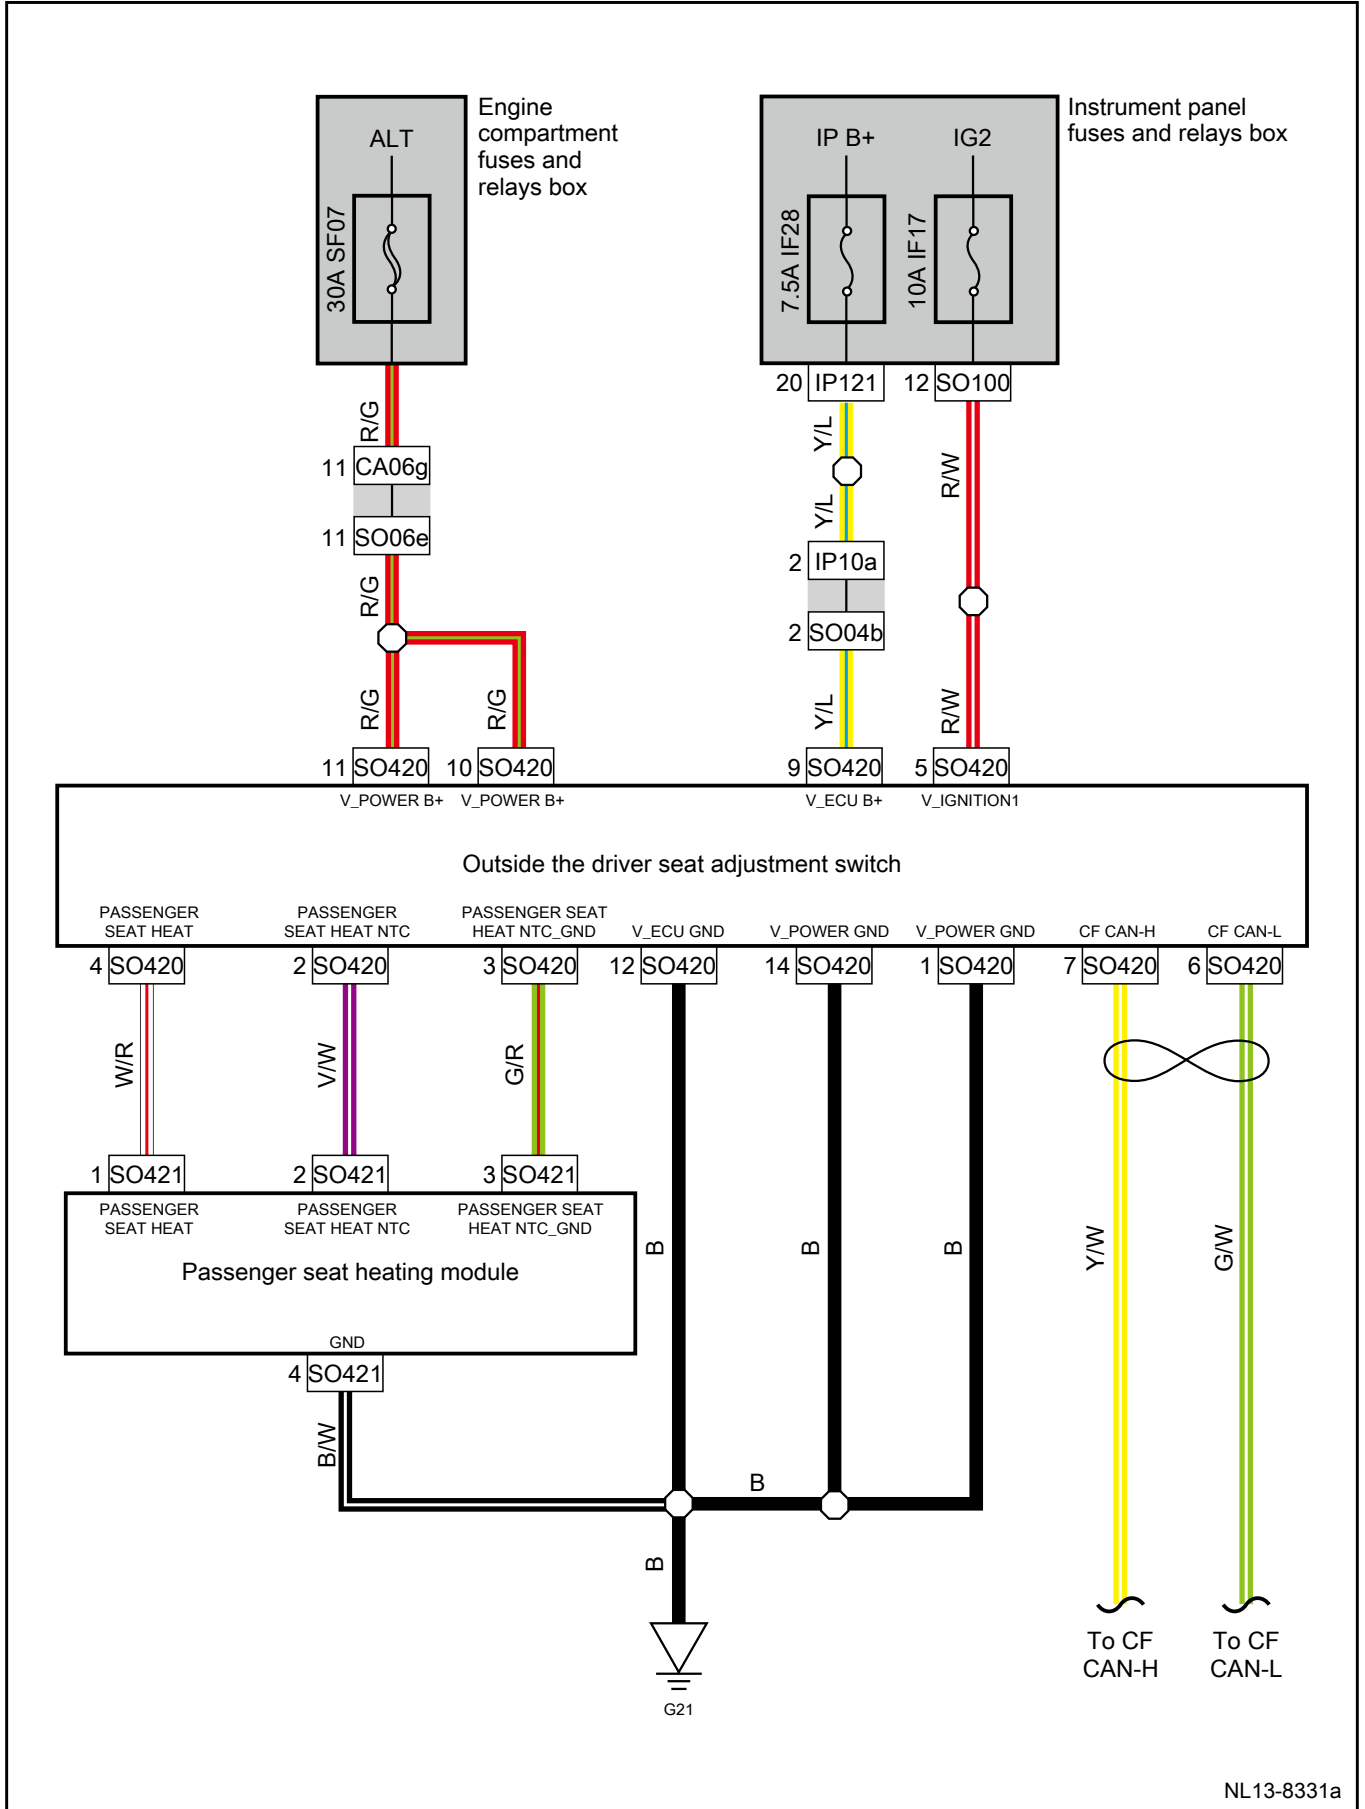 Engine
compartment
fuses and
relays box
ALT
30A SF07
Instrument panel
fuses and relays box
IP B+
IG2
7.5A IF28
10A IF17
20 IP121
12 SO100
R/G
Y/L
R/W
11 CA06g
Y/L
11 SO06e
2 IP10a
R/G
2 SO04b
R/G
R/G
Y/L
R/W
11 SO420
10 SO420
9 SO420
5 SO420
V_POWER B+
V_POWER B+
V_ECU B+
V_IGNITION1
Outside the driver seat adjustment switch
PASSENGER
SEAT HEAT
PASSENGER
SEAT HEAT NTC
PASSENGER SEAT
HEAT NTC_GND
V_ECU GND
V_POWER GND
V_POWER GND
CF CAN-H
CF CAN-L
4 SO420
2 SO420
3 SO420
12 SO420
14 SO420
1 SO420
7 SO420
6 SO420
W/R
V/W
G/R
1 SO421
2 SO421
3 SO421
PASSENGER
SEAT HEAT
PASSENGER
SEAT HEAT NTC
PASSENGER SEAT
HEAT NTC_GND
Passenger seat heating module
GND
B
B
B
Y/W
G/W
4 SO421
B/W
B
B
To CF
CAN-H
To CF
CAN-L
G21
NL13-8331a